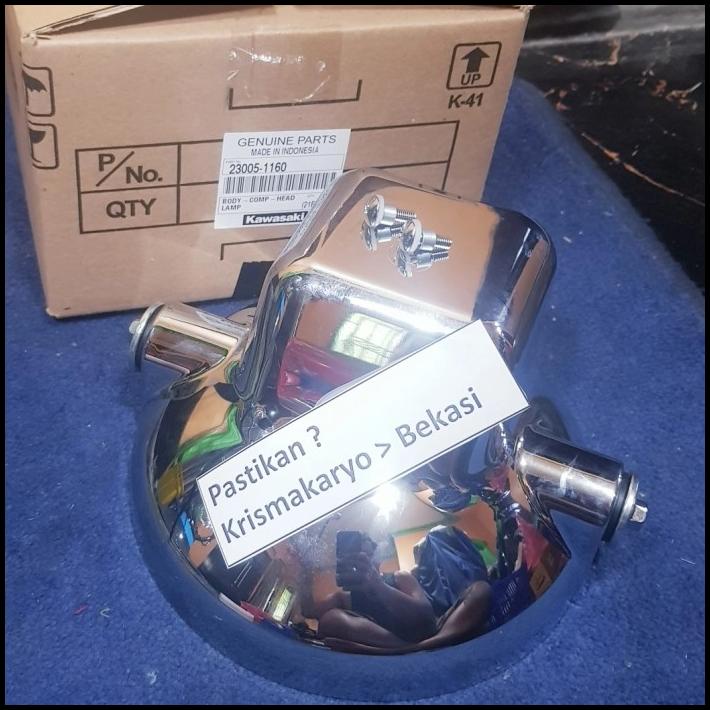 UP
K-41
GENUINE PARTS
MADE IN INDONESIA
23005-1160
BODY-COMP-HEAD
LAMP
Kawasaki
P/No.
QTY
Pastikan ?
Krismakaryo > Bekasi